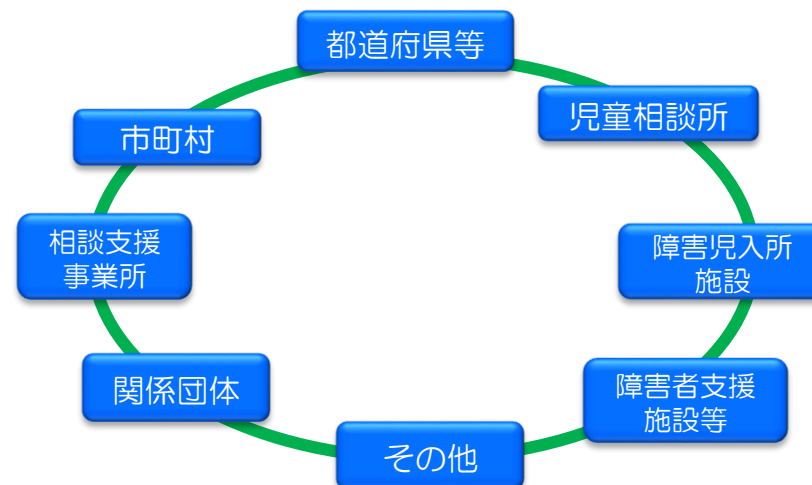 都道府県等
児童相談所
市町村
相談支援
事業所
障害児入所
施設
関係団体
障害者支援
施設等
その他